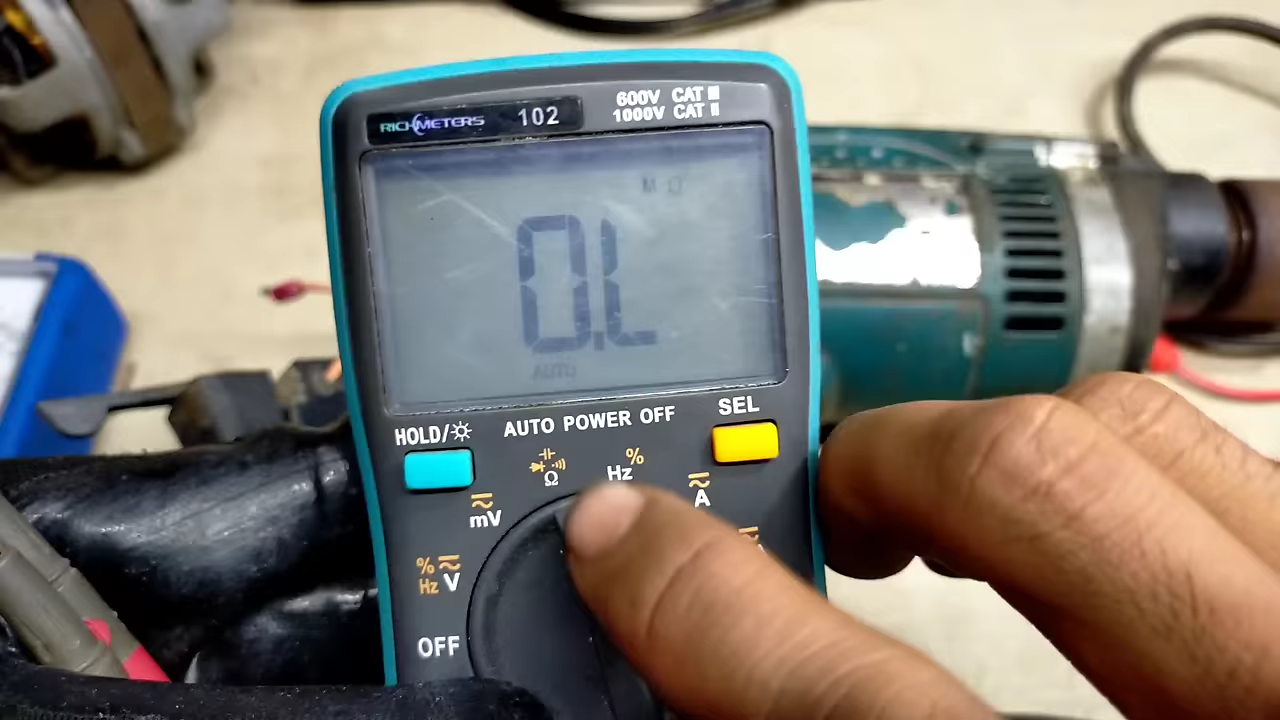 RICHMETERS 102
600V CAT III
1000V CAT II
MΩ
0.L
AUTO
HOLD/
AUTO POWER OFF
SEL
Ω
Hz %
mV
A
% Hz V
OFF